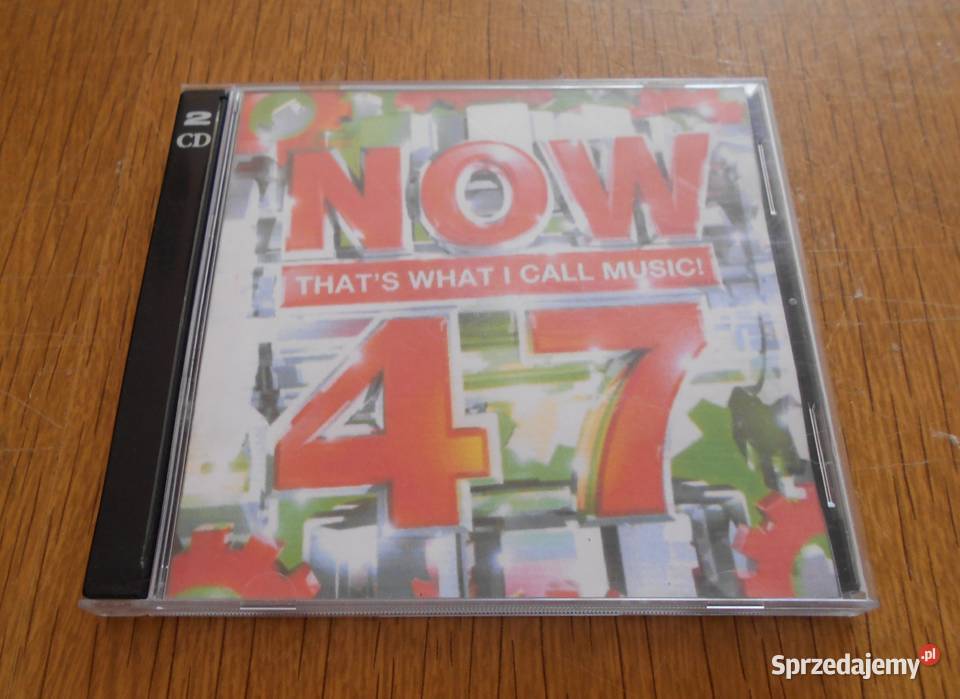 2
CD
NOW
THAT'S WHAT I CALL MUSIC!
47
Sprzedajemy.pl